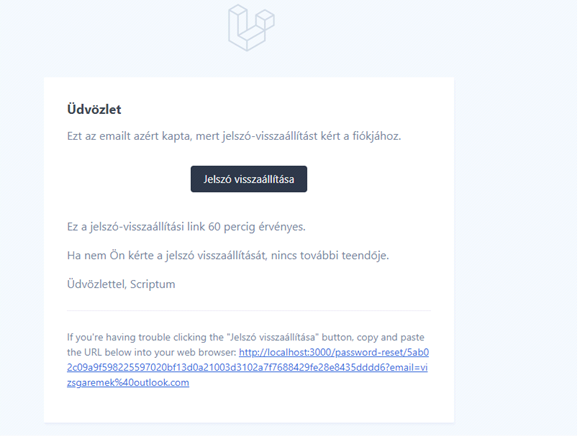 Üdvözlet
Ezt az emailt azért kapta, mert jelszó-visszaállítást kért a fiókjához.
Jelszó visszaállítása
Ez a jelszó-visszaállítási link 60 percig érvényes.
Ha nem Ön kérte a jelszó visszaállítását, nincs további teendője.
Üdvözlettel, Scriptum
If you're having trouble clicking the "Jelszó visszaállítása" button, copy and paste
the URL below into your web browser: http://localhost:3000/password-reset/5ab0
2c09a9f598225597020bf13d0a21003d3102a7f7688429fe28e8435dddd6?email=vi
zsgaremek%40outlook.com